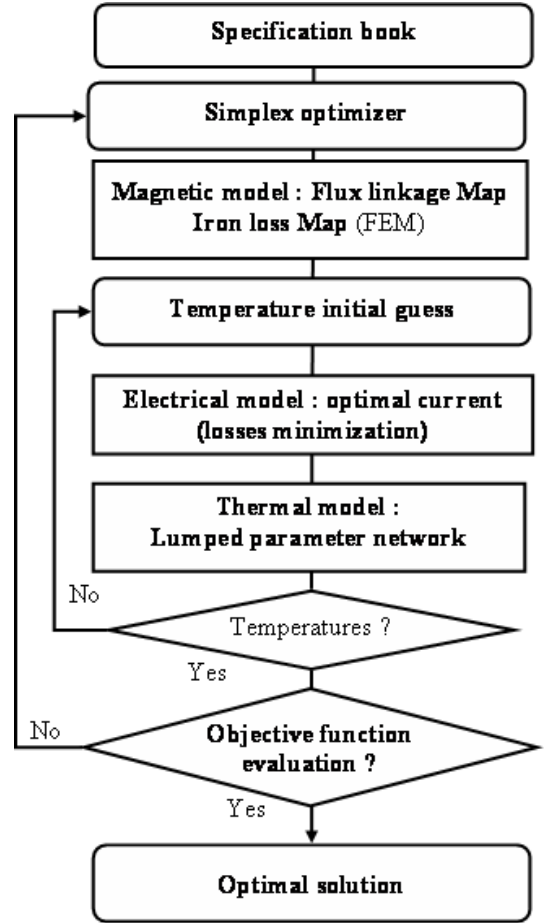 Specification book
Simplex optimizer
Magnetic model : Flux linkage Map
Iron loss Map (FEM)
Temperature initial guess
Electrical model : optimal current
(losses minimization)
Thermal model :
Lumped parameter network
No
Temperatures ?
Yes
No
Objective function
evaluation ?
Yes
Optimal solution